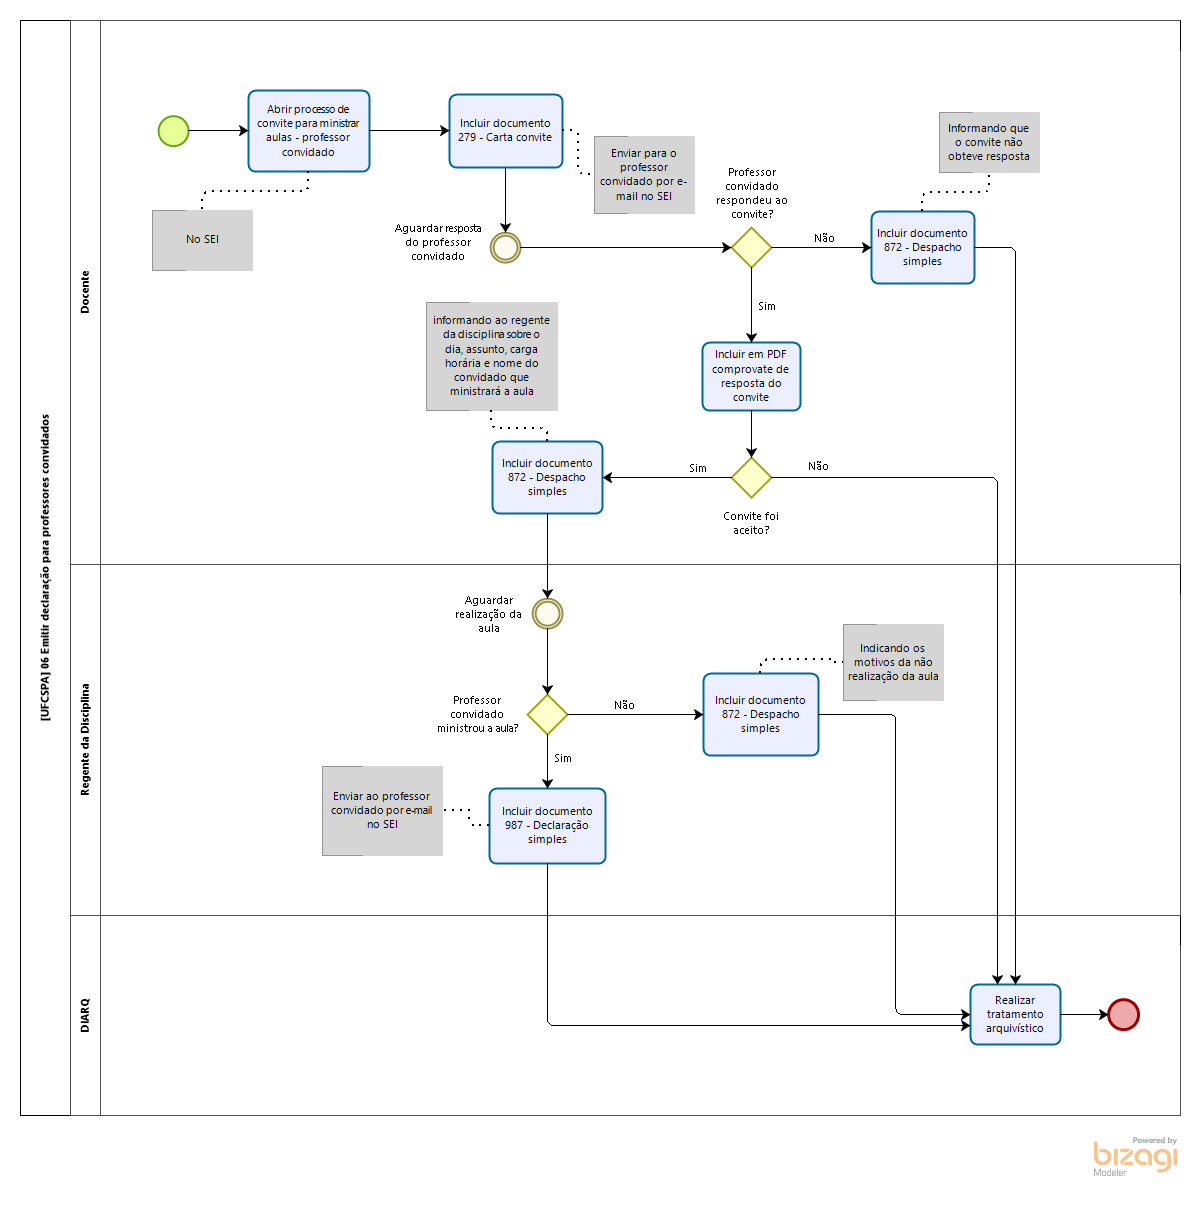 [UFCSPA] 06 Emitir declaração para professores convidados
Docente
Abrir processo de
convite para ministrar
aulas - professor
convidado
No SEI
Incluir documento
279 - Carta convite
Enviar para o
professor
convidado por e-
mail no SEI
Aguardar resposta
do professor
convidado
Professor
convidado
respondeu ao
convite?
Não
Informando que
o convite não
obteve resposta
Incluir documento
872 - Despacho
simples
Sim
Incluir em PDF
comprovate de
resposta do
convite
informando ao regente
da disciplina sobre o
dia, assunto, carga
horária e nome do
convidado que
ministrará a aula
Incluir documento
872 - Despacho
simples
Sim
Não
Convite foi
aceito?
Regente da Disciplina
Aguardar
realização da
aula
Professor
convidado
ministrou a aula?
Não
Incluir documento
872 - Despacho
simples
Indicando os
motivos da não
realização da aula
Sim
Enviar ao professor
convidado por e-mail
no SEI
Incluir documento
987 - Declaração
simples
DIARQ
Realizar
tratamento
arquivístico
Powered by
bizagi
Modeler